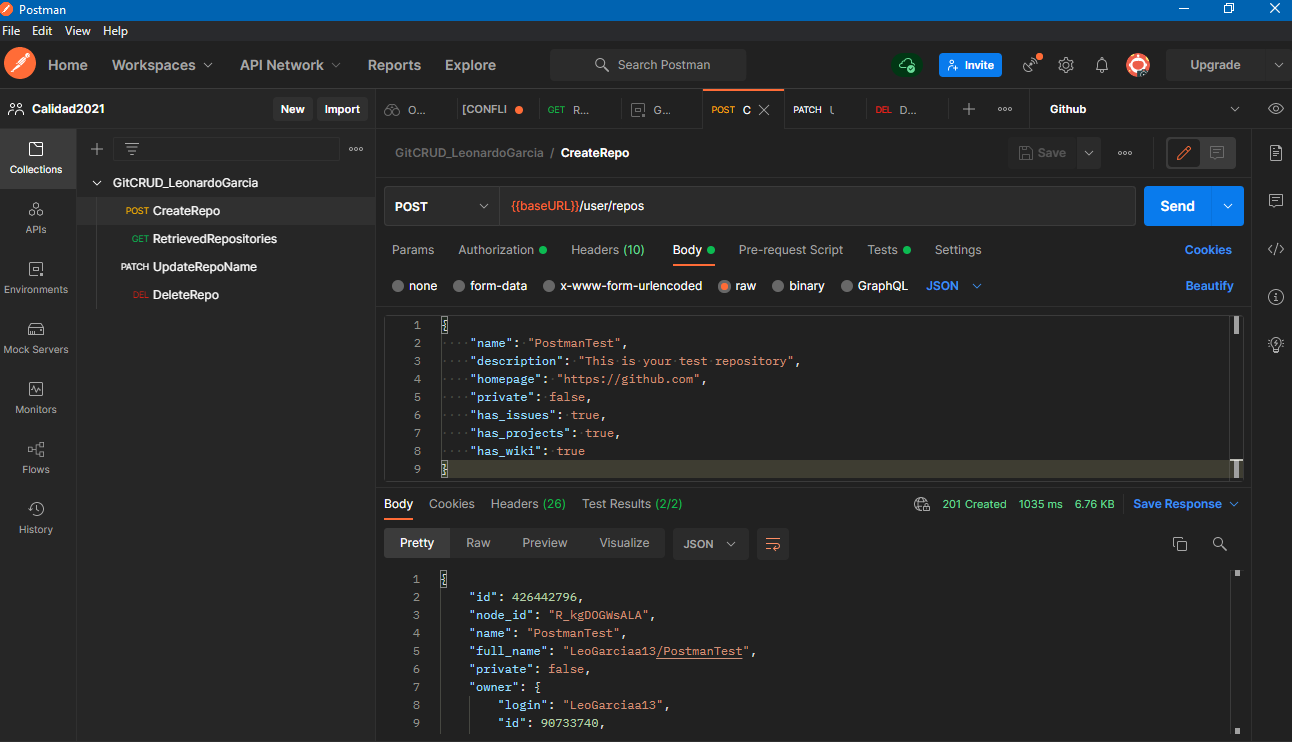 Postman
File Edit View Help
Home Workspaces API Network Reports Explore Search Postman Invite Upgrade
Calidad2021 New Import O... [CONFLI GET R... G... POST C PATCH DEL D... Github
Collections
APIs
Environments
Mock Servers
Monitors
Flows
History
GitCRUD_LeonardoGarcia
POST CreateRepo
GET RetrievedRepositories
PATCH UpdateRepoName
DEL DeleteRepo
GitCRUD_LeonardoGarcia / CreateRepo Save
POST {{baseURL}}/user/repos Send
Params Authorization Headers (10) Body Pre-request Script Tests Settings Cookies
none form-data x-www-form-urlencoded raw binary GraphQL JSON Beautify
1 {
2 "name": "PostmanTest",
3 "description": "This is your test repository",
4 "homepage": "https://github.com",
5 "private": false,
6 "has_issues": true,
7 "has_projects": true,
8 "has_wiki": true
9 }
Body Cookies Headers (26) Test Results (2/2) 201 Created 1035 ms 6.76 KB Save Response
Pretty Raw Preview Visualize JSON
1 {
2 "id": 426442796,
3 "node_id": "R_kgDOGWsALA",
4 "name": "PostmanTest",
5 "full_name": "LeoGarciaa13/PostmanTest",
6 "private": false,
7 "owner": {
8 "login": "LeoGarciaa13",
9 "id": 90733740,